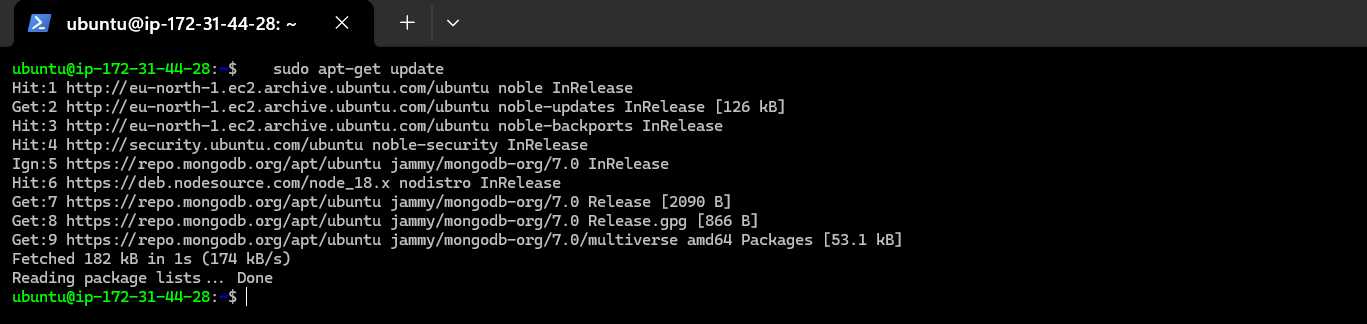 ubuntu@ip-172-31-44-28: ~
ubuntu@ip-172-31-44-28:~$    sudo apt-get update
Hit:1 http://eu-north-1.ec2.archive.ubuntu.com/ubuntu noble InRelease
Get:2 http://eu-north-1.ec2.archive.ubuntu.com/ubuntu noble-updates InRelease [126 kB]
Hit:3 http://eu-north-1.ec2.archive.ubuntu.com/ubuntu noble-backports InRelease
Hit:4 http://security.ubuntu.com/ubuntu noble-security InRelease
Ign:5 https://repo.mongodb.org/apt/ubuntu jammy/mongodb-org/7.0 InRelease
Hit:6 https://deb.nodesource.com/node_18.x nodistro InRelease
Get:7 https://repo.mongodb.org/apt/ubuntu jammy/mongodb-org/7.0 Release [2090 B]
Get:8 https://repo.mongodb.org/apt/ubuntu jammy/mongodb-org/7.0 Release.gpg [866 B]
Get:9 https://repo.mongodb.org/apt/ubuntu jammy/mongodb-org/7.0/multiverse amd64 Packages [53.1 kB]
Fetched 182 kB in 1s (174 kB/s)
Reading package lists... Done
ubuntu@ip-172-31-44-28:~$